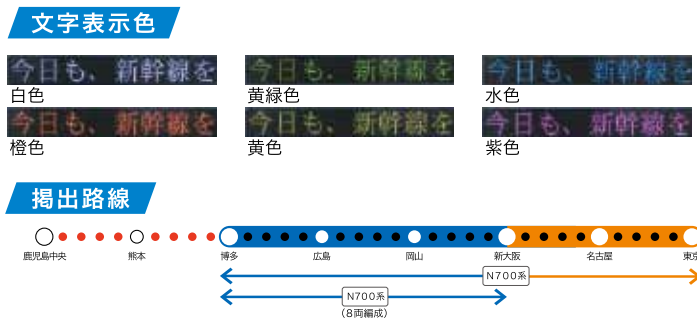 文字表示色
今日も、新幹線を
今日も、新幹線を
今日も、新幹線を
白色
黄緑色
水色
今日も、新幹線を
今日も、新幹線を
今日も、新幹線を
橙色
黄色
紫色
掲出路線
鹿児島中央
熊本
博多
広島
岡山
新大阪
名古屋
東京
N700系
N700系
(8両編成)